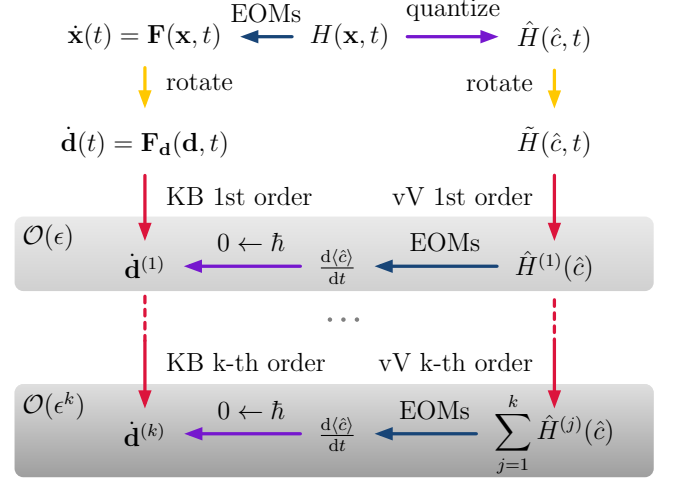 EOMs quantize
ẋ(t) = F(x, t) H(x, t) Ĥ(ĉ, t)
rotate rotate
ḋ(t) = F_d(d, t) H̃(ĉ, t)
KB 1st order vV 1st order
𝒪(ϵ) 0 ← ħ EOMs
ḋ⁽¹⁾ d⟨ĉ⟩/dt Ĥ⁽¹⁾(ĉ)
...
KB k-th order vV k-th order
𝒪(ϵᵏ) 0 ← ħ EOMs
ḋ⁽ᵏ⁾ d⟨ĉ⟩/dt ∑_{j=1}^{k} Ĥ⁽ʲ⁾(ĉ)